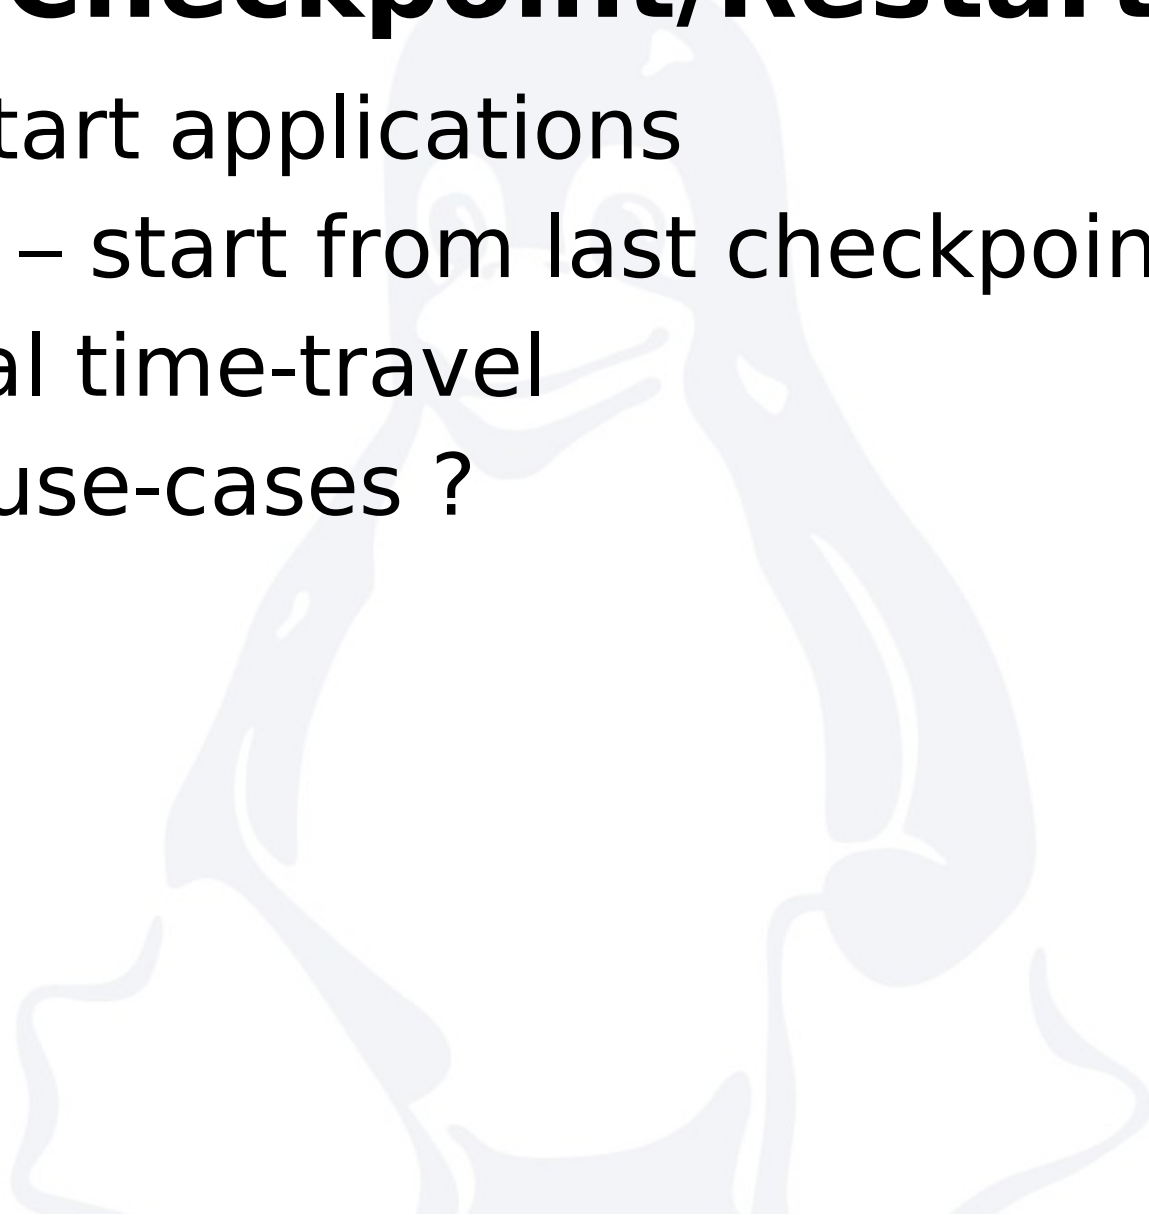 Checkpoint/Restart
tart applications
– start from last checkpoin
al time-travel
use-cases ?